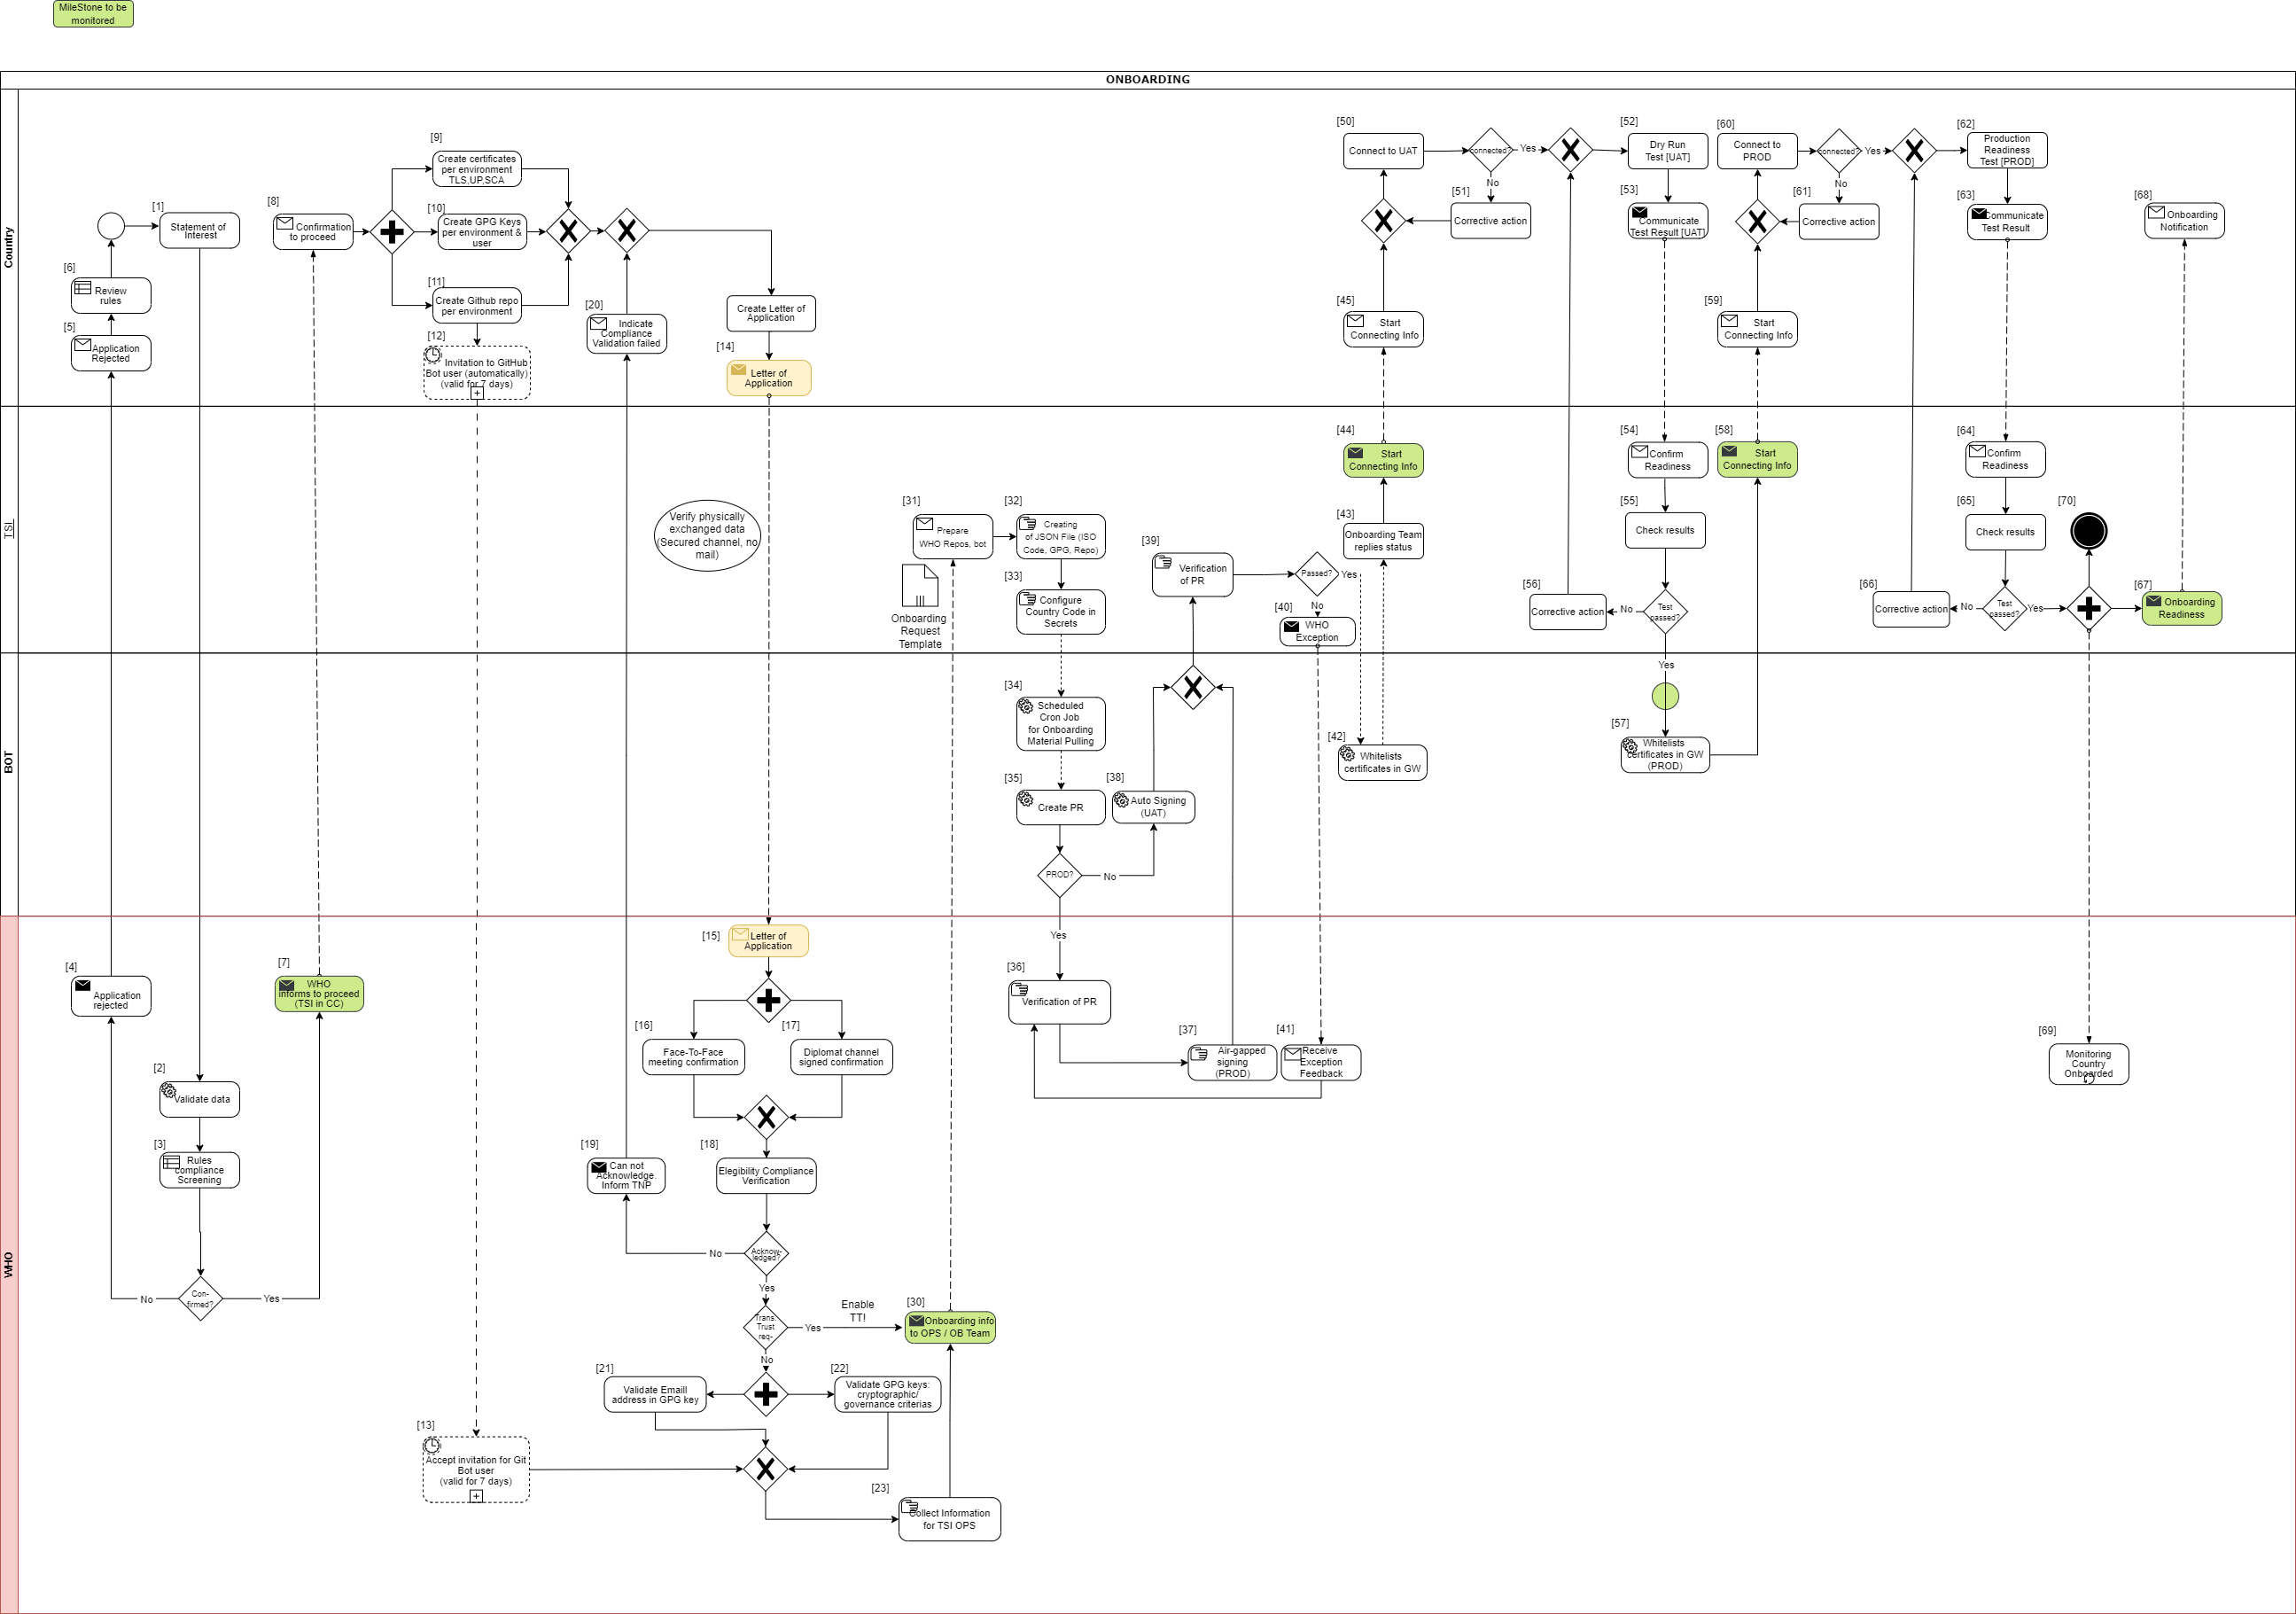 MileStone to be
monitored
ONBOARDING
Country
[1]
Statement of
Interest
[6]
Review
rules
[5]
Application
Rejected
[8]
Confirmation
to proceed
[9]
Create certificates
per environment
TLS,UP,SCA
[10]
Create GPG Keys
per environment &
user
[11]
Create Github repo
per environment
[12]
Invitation to GitHub
Bot user (automatically)
(valid for 7 days)
[20]
Indicate
Compliance
Validation failed
Create Letter of
Application
[14]
Letter of
Application
[50]
Connect to UAT
connected?
Yes
No
[51]
Corrective action
[45]
Start
Connecting Info
[52]
Dry Run
Test [UAT]
[53]
Communicate
Test Result [UAT]
[60]
Connect to
PROD
connected?
Yes
No
[61]
Corrective action
[59]
Start
Connecting Info
[62]
Production
Readiness
Test [PROD]
[63]
Communicate
Test Result
[68]
Onboarding
Notification
TSI
Verify physically
exchanged data
(Secured channel, no
mail)
[31]
Prepare
WHO Repos, bot
Onboarding
Request
Template
[32]
Creating
of JSON File (ISO
Code, GPG, Repo)
[33]
Configure
Country Code in
Secrets
[39]
Verification
of PR
Passed?
Yes
No
[40]
WHO
Exception
[44]
Start
Connecting Info
[43]
Onboarding Team
replies status
[54]
Confirm
Readiness
[55]
Check results
[56]
Corrective action
No
Test
passed?
Yes
[58]
Start
Connecting Info
[64]
Confirm
Readiness
[65]
Check results
[66]
Corrective action
No
Test
passed?
Yes
[70]
[67]
Onboarding
Readiness
BOT
[34]
Scheduled
Cron Job
for Onboarding
Material Pulling
[35]
Create PR
[38]
Auto Signing
(UAT)
PROD?
No
Yes
[42]
Whitelists
certificates in GW
[57]
Whitelists
certificates in GW
(PROD)
WHO
[4]
Application
rejected
[7]
WHO
informs to proceed
(TSI in CC)
[2]
Validate data
[3]
Rules
compliance
Screening
Con-
firmed?
No
Yes
[15]
Letter of
Application
[16]
Face-To-Face
meeting confirmation
[17]
Diplomat channel
signed confirmation
[19]
Can not
Acknowledge.
Inform TNP
[18]
Elegibility Compliance
Verification
Acknow-
ledged?
No
Yes
Trans.
Trust
req-
Yes
Enable
TT!
No
[30]
Onboarding info
to OPS / OB Team
[21]
Validate Emaill
address in GPG key
[22]
Validate GPG keys:
cryptographic/
governance criterias
[13]
Accept invitation for Git
Bot user
(valid for 7 days)
[23]
Collect Information
for TSI OPS
[36]
Verification of PR
[37]
Air-gapped
signing
(PROD)
[41]
Receive
Exception
Feedback
[69]
Monitoring
Country
Onboarded